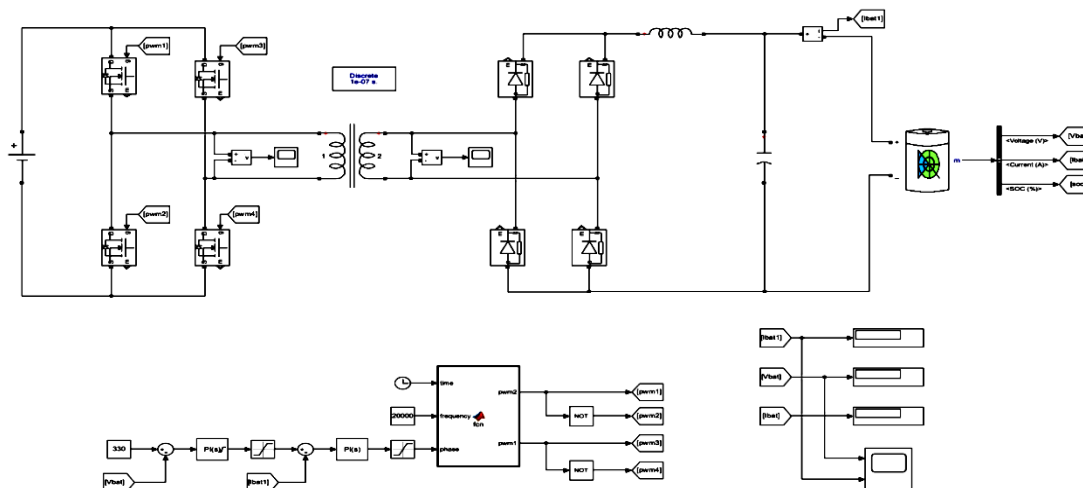 [pwm1]
[pwm3]
[Ibat1]
Discrete
1e-07 s.
1
2
+
-
v
+
-
v
+
m
<Voltage (V)>
<Current (A)>
<SOC (%)>
[pwm2]
[pwm4]
time
frequency
phase
fcn
pwm2
pwm1
20000
NOT
NOT
[pwm1]
[pwm2]
[pwm3]
[pwm4]
330
PI(s)
PI(s)
[Vbat]
[Ibat1]
[Ibat1]
[Vbat]
[Ibat]